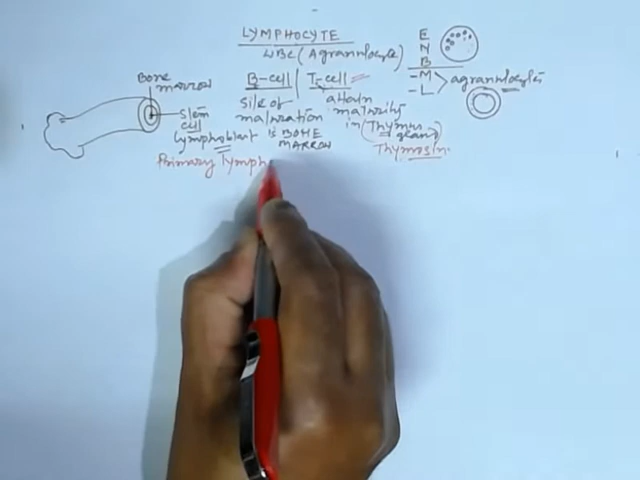 LYMPHOCYTE
WBC (Agranulocyte)
E
N
B
-M
-L
agranulocytes
B-cell | T-cell
site of
maturation
is BONE
MARROW
attain
maturity
in (Thymus
gland)
Thymosin
Bone
marrow
Stem
cell
Lymphoblast
Primary lymph